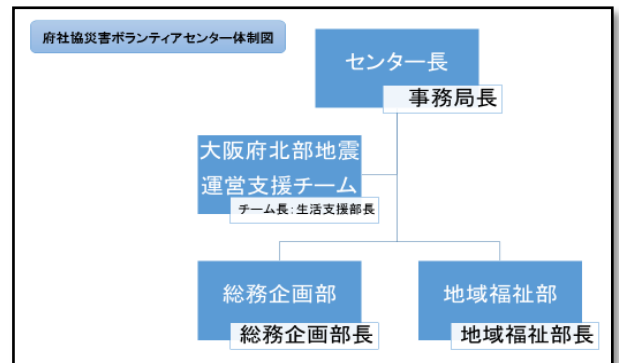 府社協災害ボランティアセンター体制図
センター長
事務局長
大阪府北部地震
運営支援チーム
チーム長：生活支援部長
総務企画部
総務企画部長
地域福祉部
地域福祉部長